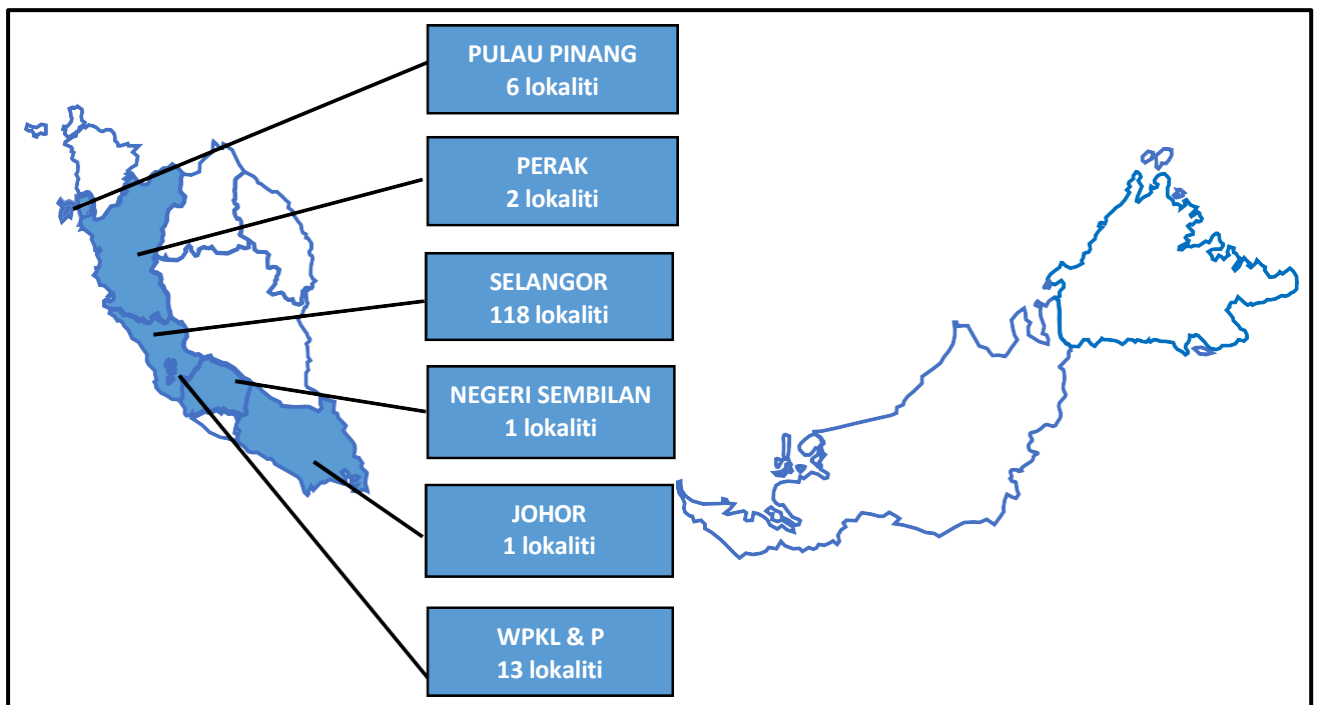 PULAU PINANG
6 lokaliti
PERAK
2 lokaliti
SELANGOR
118 lokaliti
NEGERI SEMBILAN
1 lokaliti
JOHOR
1 lokaliti
WPKL & P
13 lokaliti